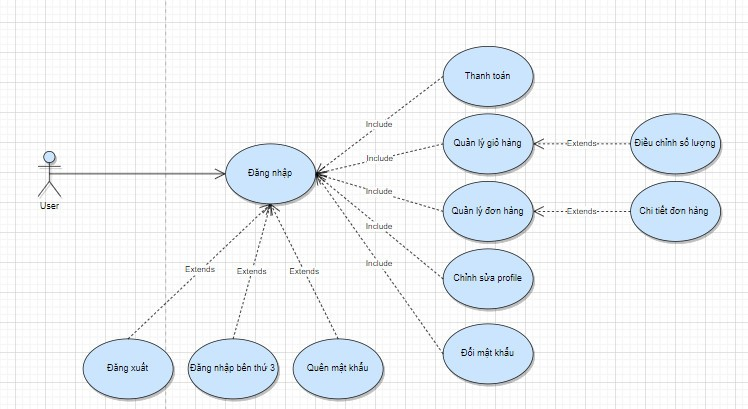 Thanh toán
Include
Quản lý giỏ hàng
Extends
Điều chỉnh số lượng
Include
Đăng nhập
Include
User
Quản lý đơn hàng
Extends
Chi tiết đơn hàng
Include
Include
Extends
Extends
Extends
Chỉnh sửa profile
Đăng xuất
Đăng nhập bên thứ 3
Quên mật khẩu
Đổi mật khẩu